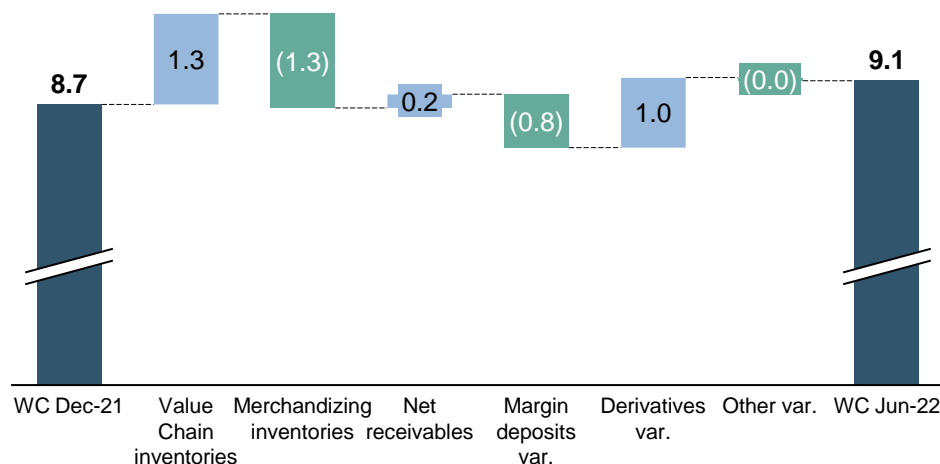 8.7
1.3
(1.3)
0.2
(0.8)
1.0
(0.0)
9.1
WC Dec-21
Value
Chain
inventories
Merchandizing
inventories
Net
receivables
Margin
deposits
var.
Derivatives
var.
Other var.
WC Jun-22